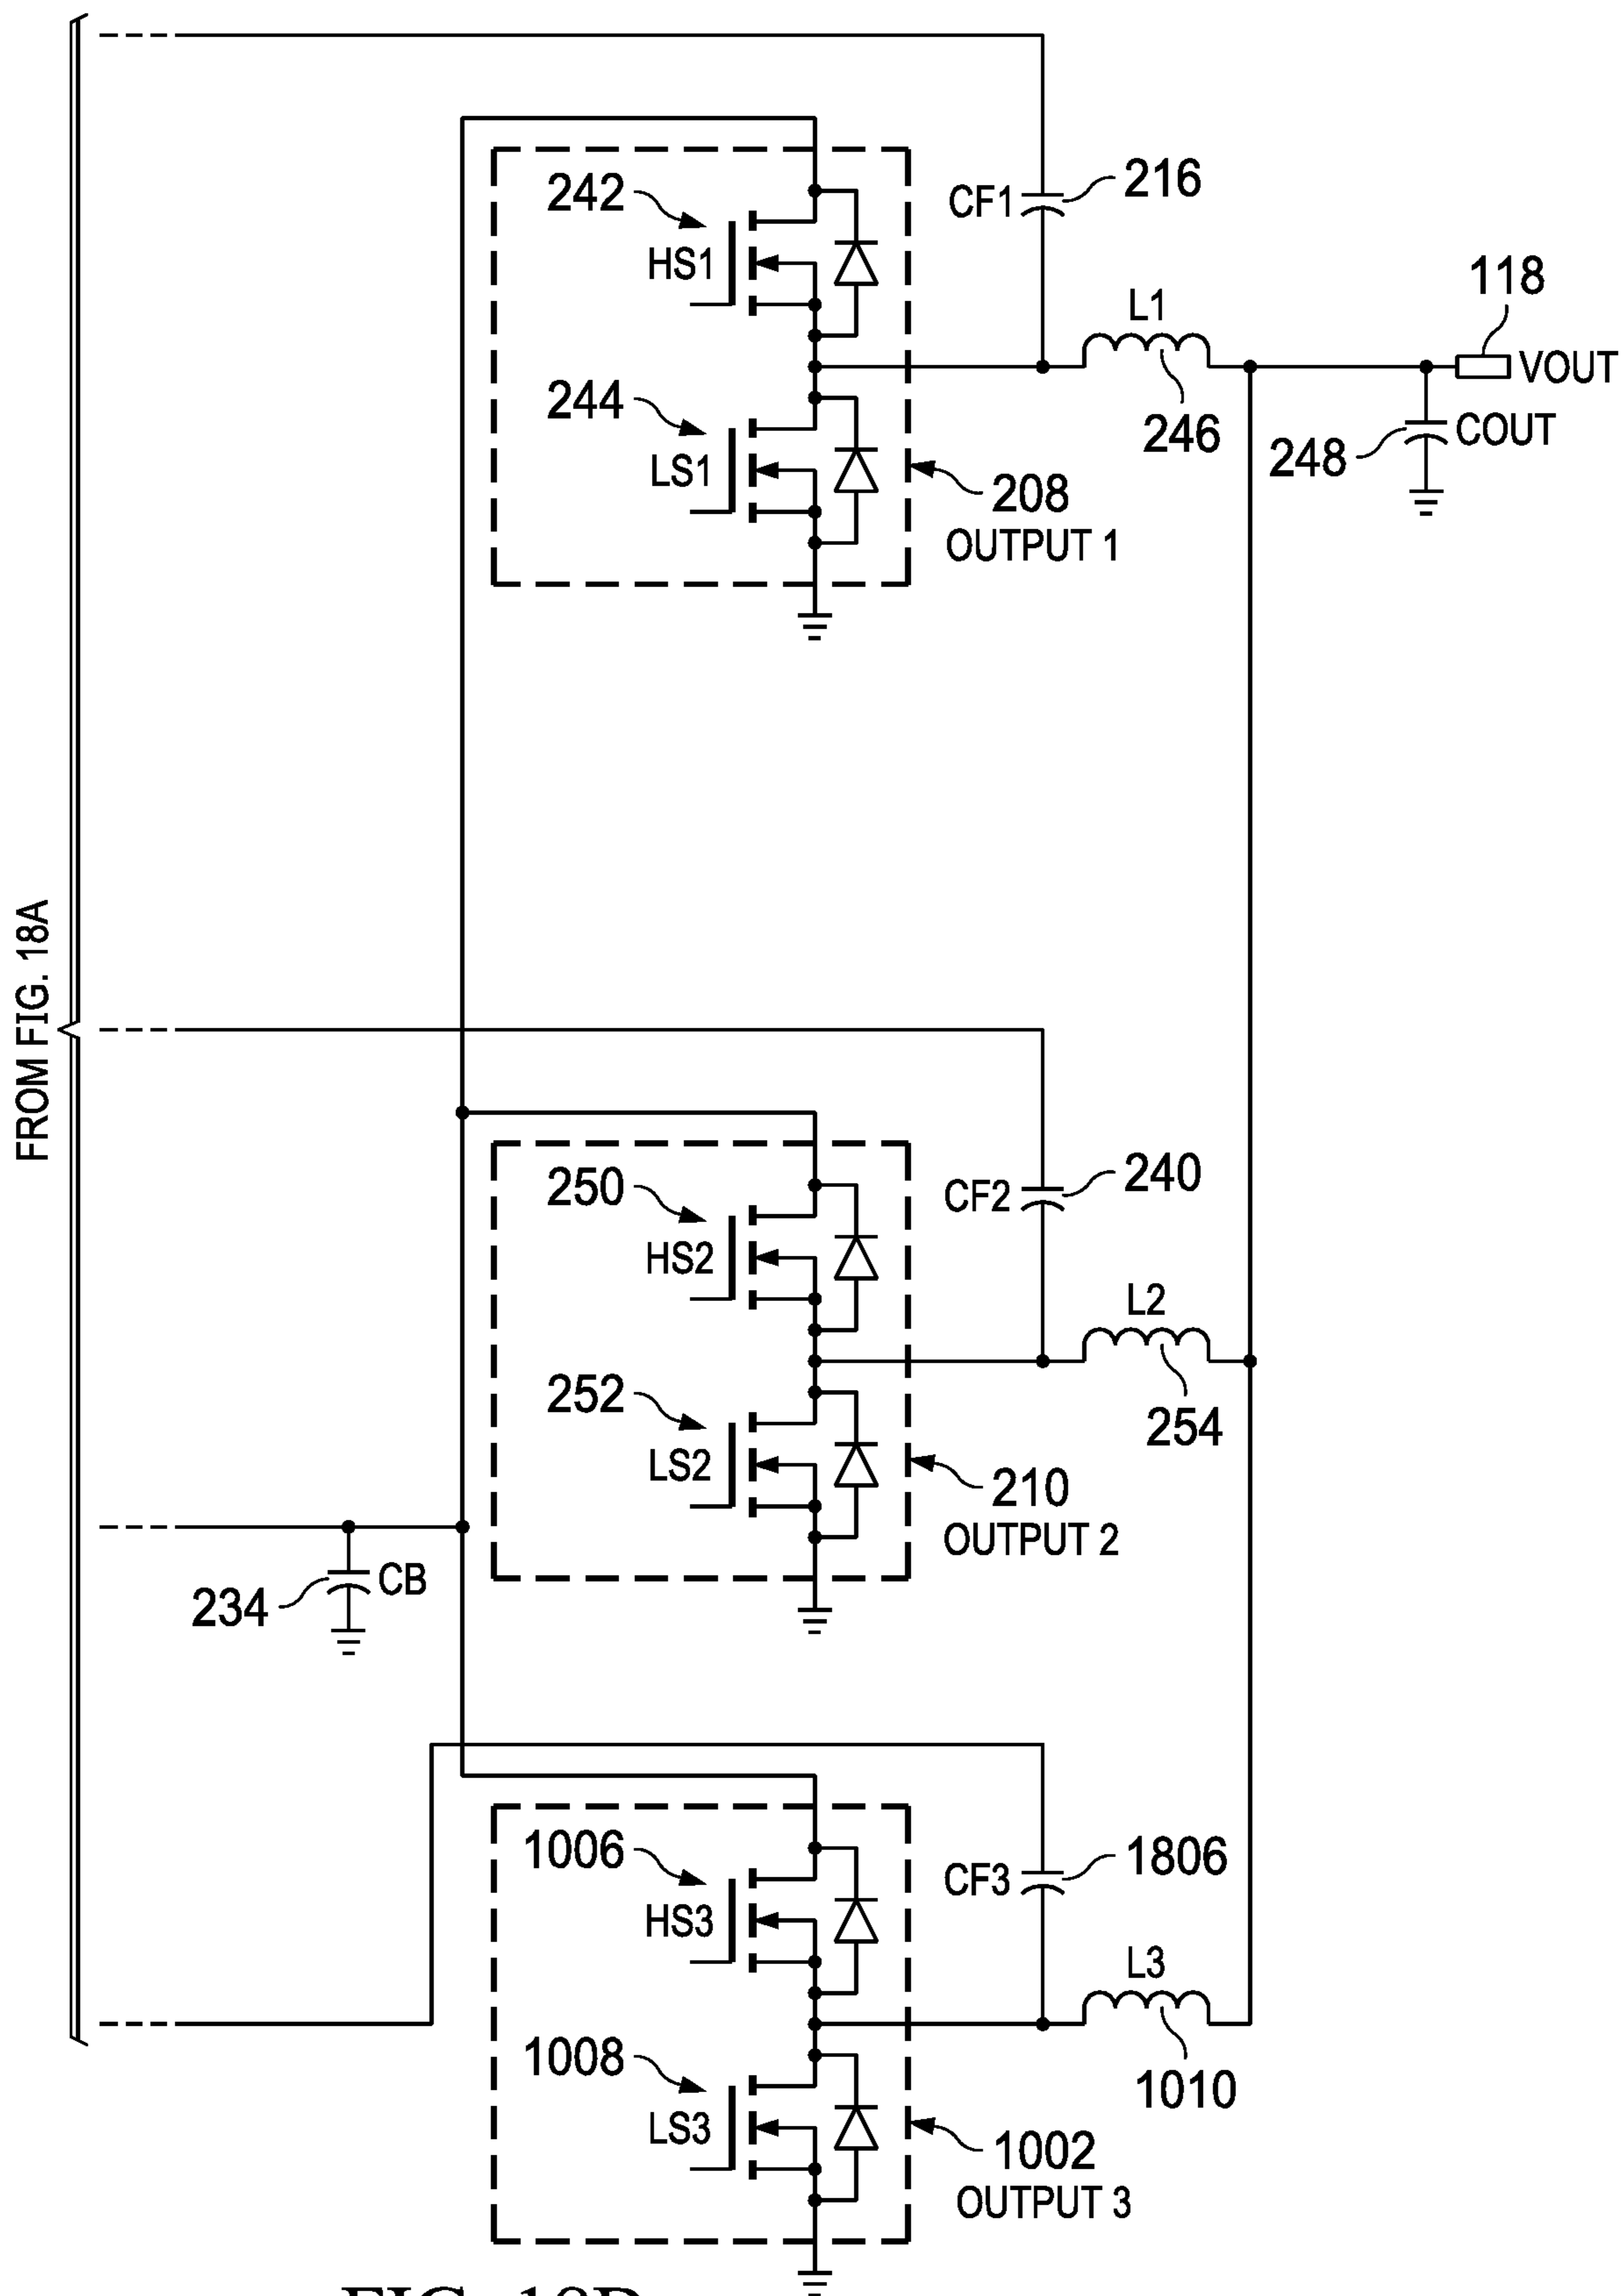 FROM FIG. 18A
242
HS1
CF1
216
L1
118
VOUT
244
LS1
246
248
COUT
208
OUTPUT 1
250
HS2
CF2
240
L2
252
LS2
254
210
OUTPUT 2
CB
234
1006
HS3
CF3
1806
L3
1008
LS3
1010
1002
OUTPUT 3